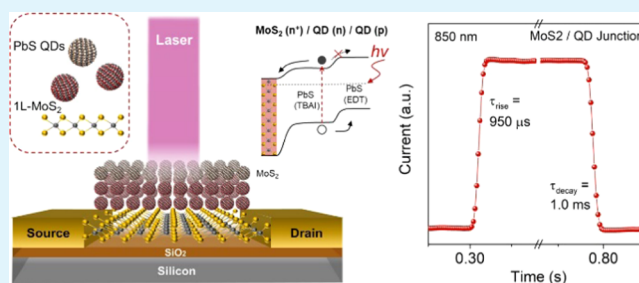 PbS QDs
1L-MoS₂
Laser
Source
Drain
SiO₂
Silicon
MoS₂ (n⁺) / QD (n) / QD (p)
hν
PbS
(TBAI)
PbS
(EDT)
MoS₂
850 nm
MoS2 / QD Junction
τrise =
950 μs
τdecay =
1.0 ms
Current (a.u.)
0.30
0.80
Time (s)